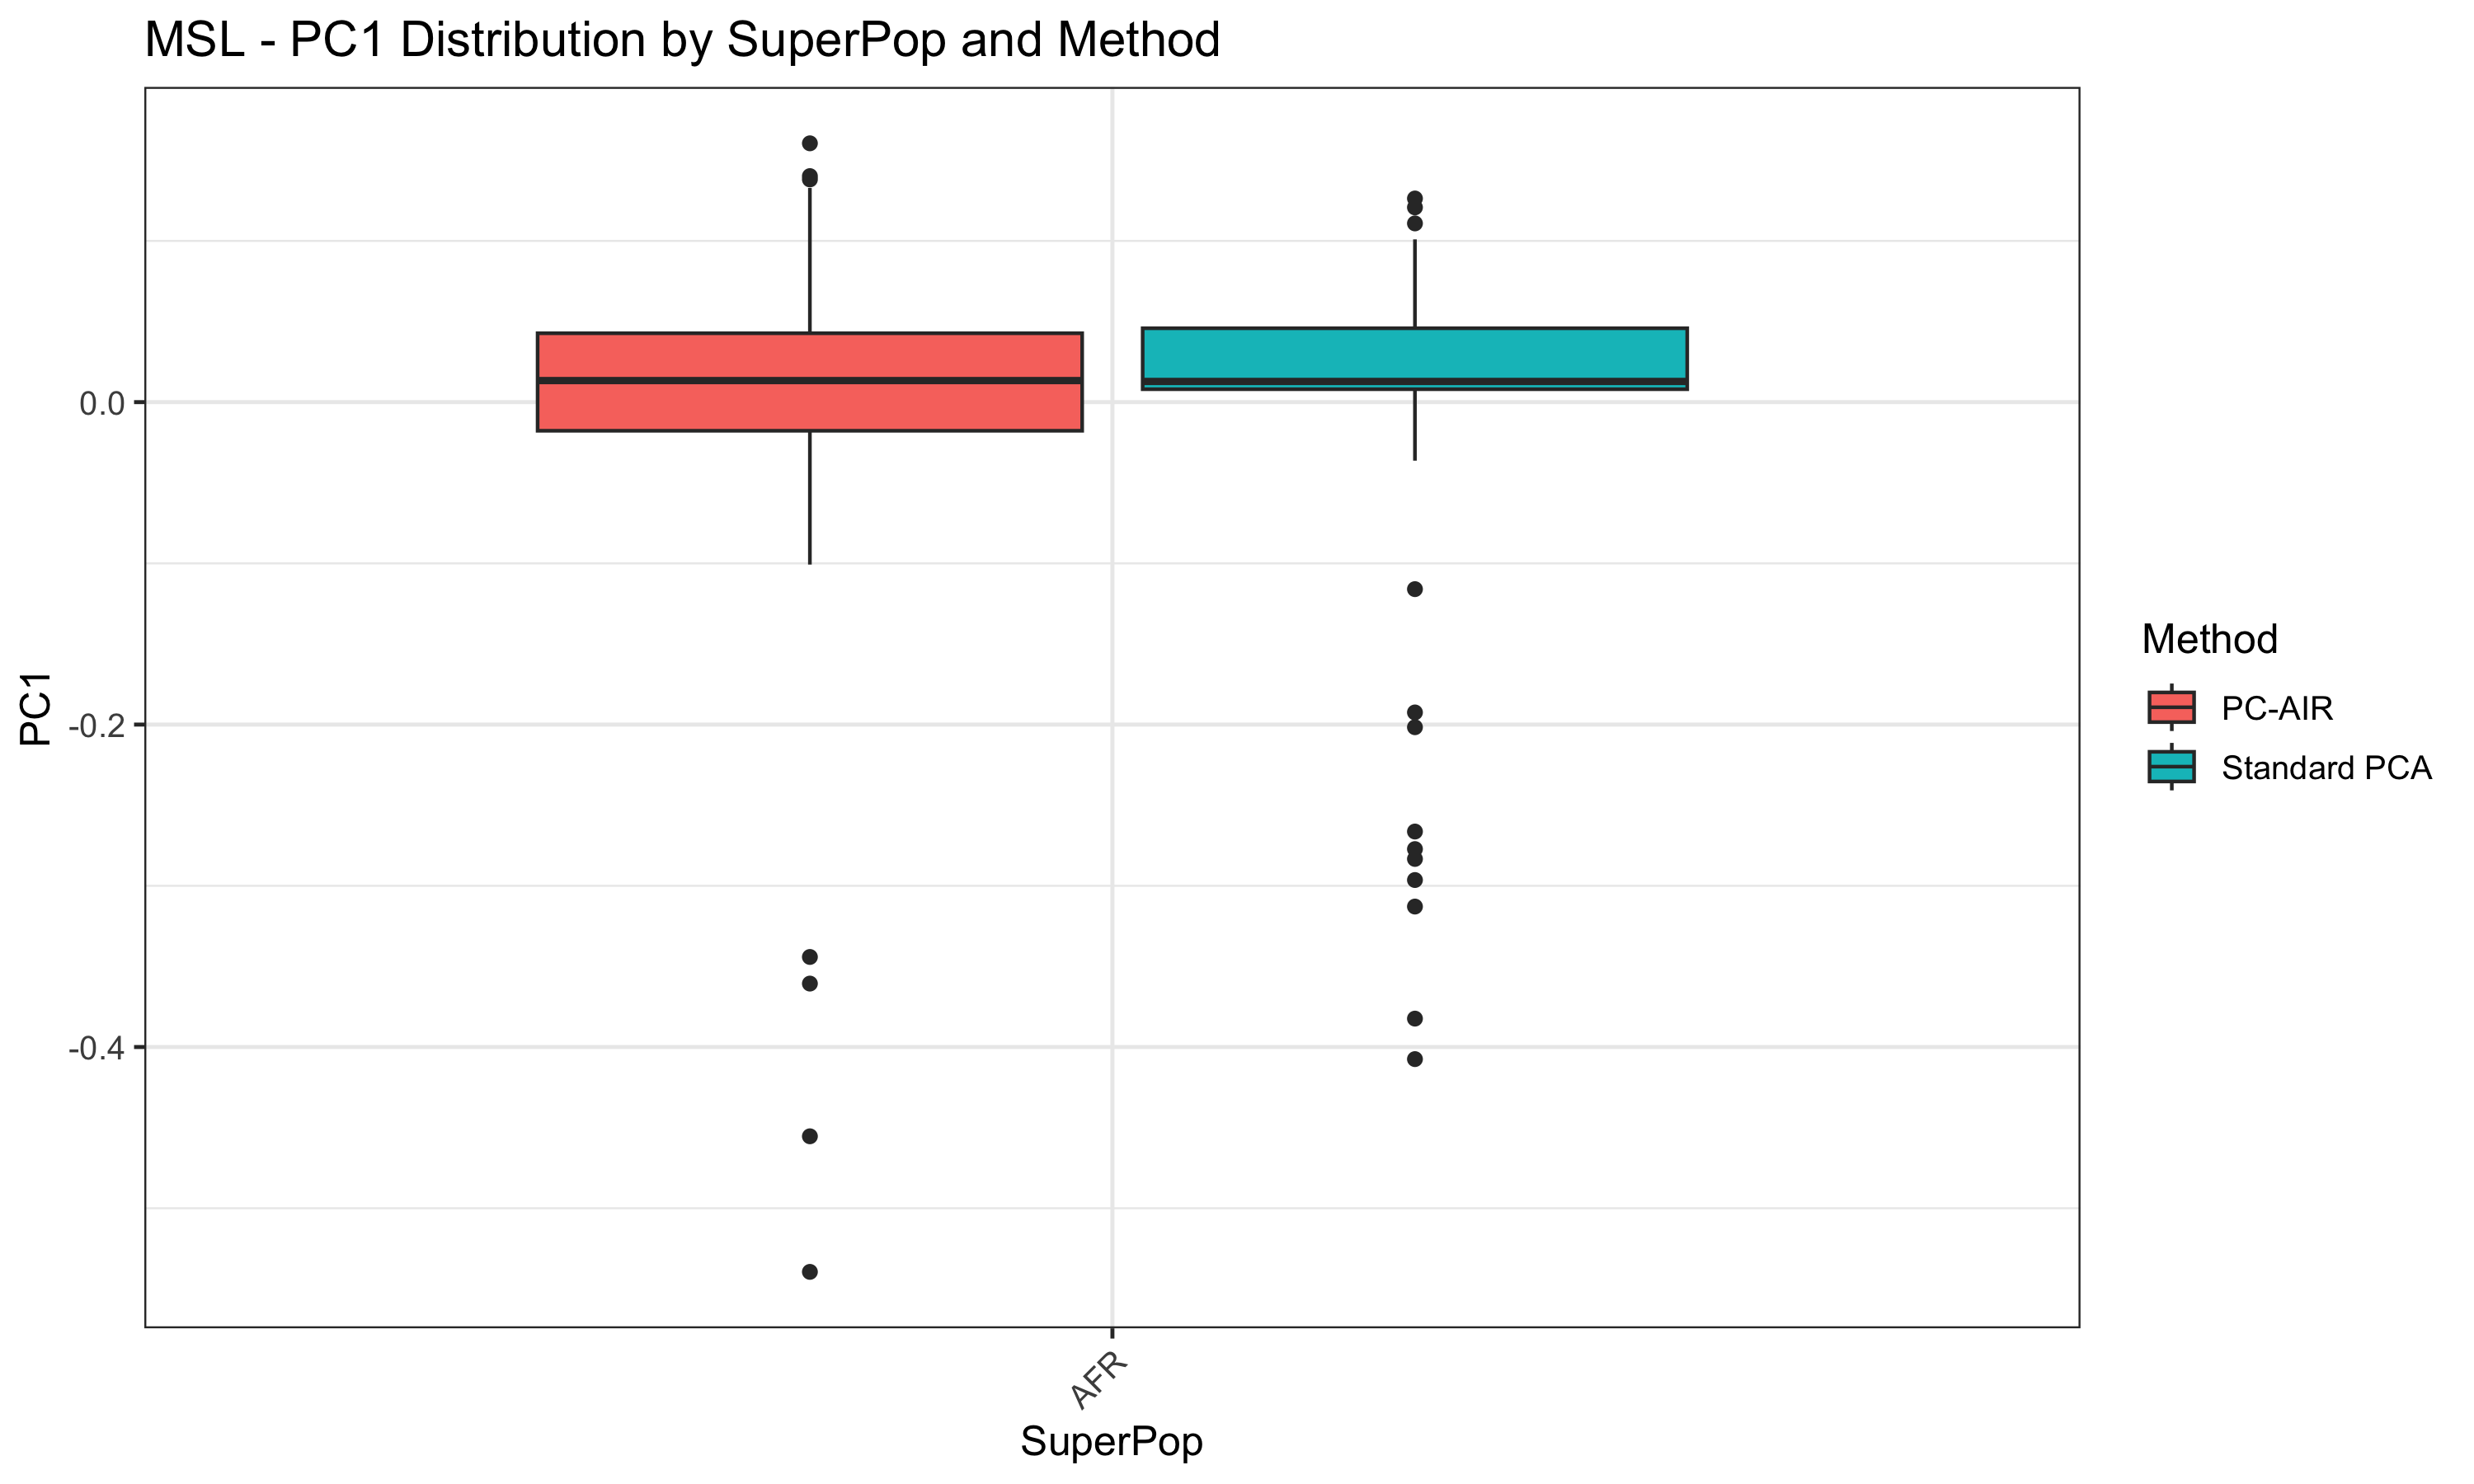 MSL - PC1 Distribution by SuperPop and Method
PC1
0.0
-0.2
-0.4
AFR
SuperPop
Method
PC-AIR
Standard PCA